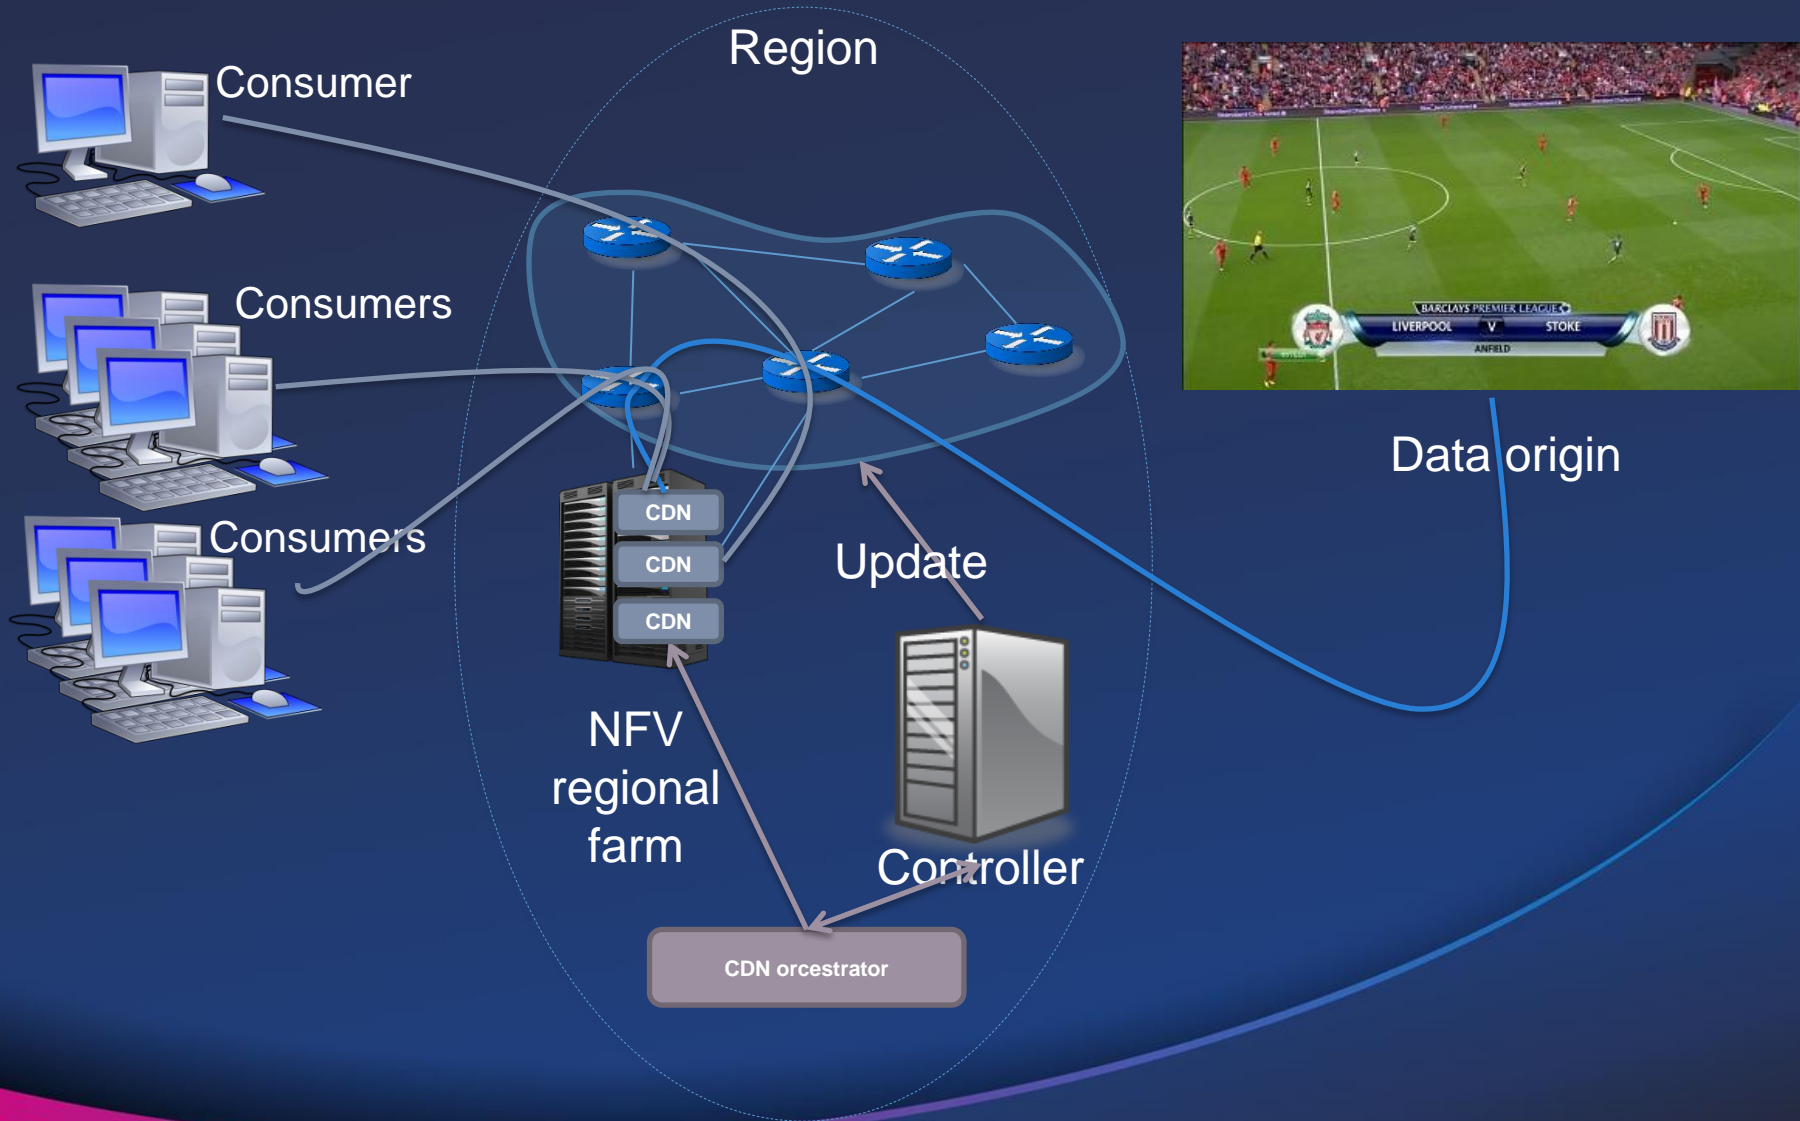 Region
Consumer
Consumers
Consumers
BARCLAYS PREMIER LEAGUE
LIVERPOOL V STOKE
ANFIELD
Data origin
CDN
CDN
CDN
Update
NFV
regional
farm
Controller
CDN orcestrator